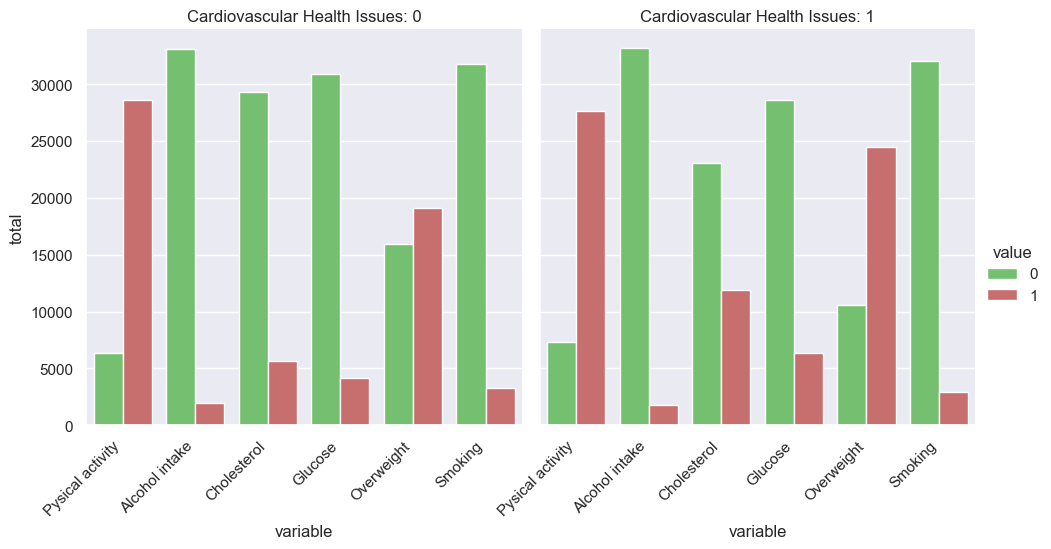 Cardiovascular Health Issues: 0
Cardiovascular Health Issues: 1
total
30000
25000
20000
15000
10000
5000
0
value
0
1
Pysical activity
Alcohol intake
Cholesterol
Glucose
Overweight
Smoking
Pysical activity
Alcohol intake
Cholesterol
Glucose
Overweight
Smoking
variable
variable